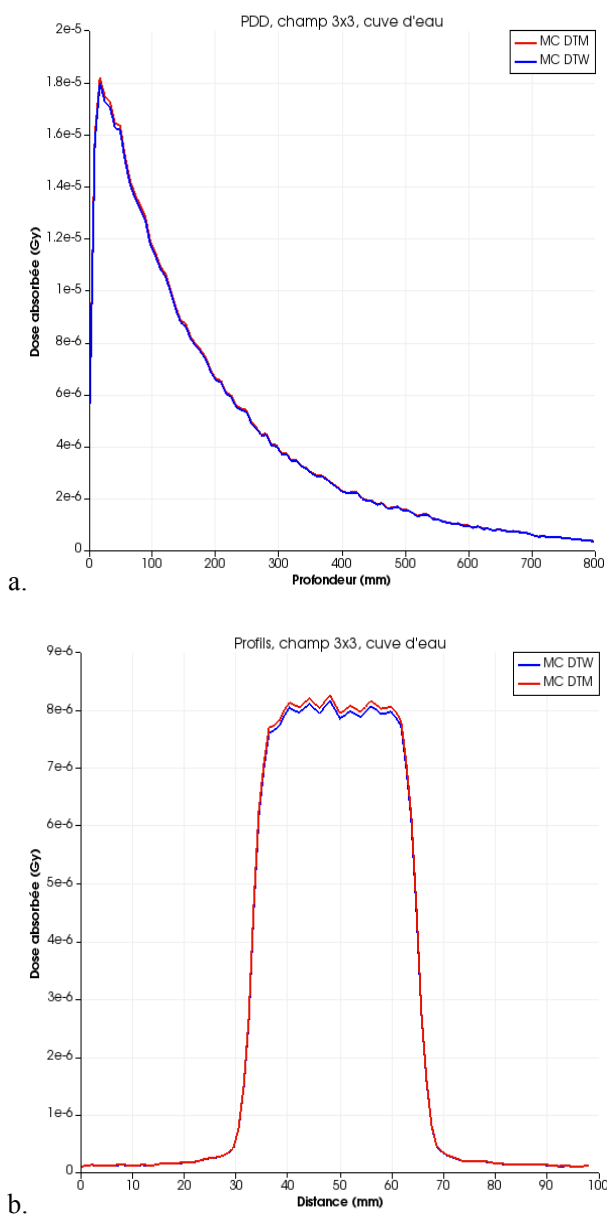 PDD, champ 3x3, cuve d'eau
2e-5
MC DTM
MC DTW
1.8e-5
1.6e-5
1.4e-5
1.2e-5
1e-5
8e-6
6e-6
4e-6
2e-6
0
Dose absorbée (Gy)
0 100 200 300 400 500 600 700 800
Profondeur (mm)
a.
Profils, champ 3x3, cuve d'eau
9e-6
MC DTW
MC DTM
8e-6
7e-6
6e-6
5e-6
4e-6
3e-6
2e-6
1e-6
0
Dose absorbée (Gy)
0 10 20 30 40 50 60 70 80 90 100
Distance (mm)
b.